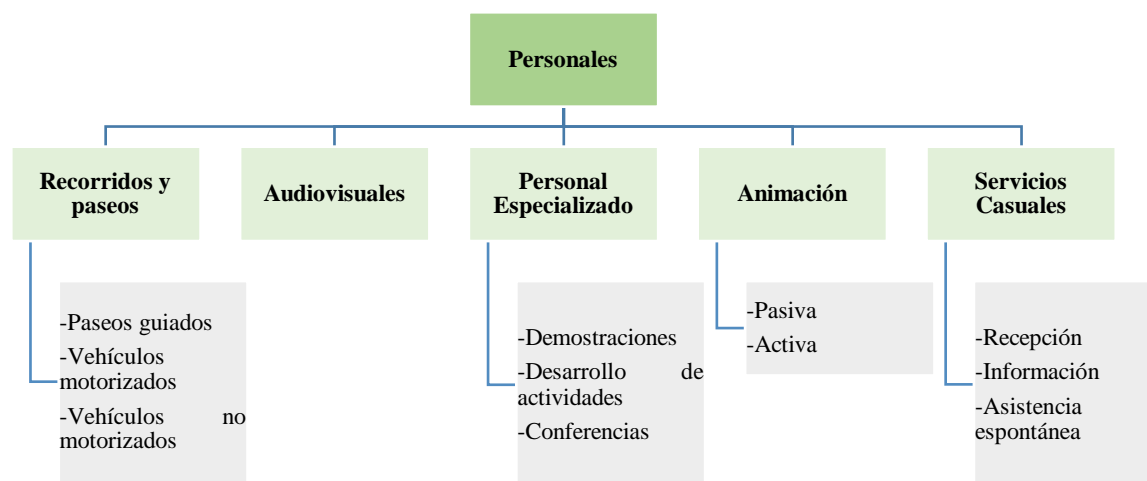 Personales
Recorridos y
paseos
Audiovisuales
Personal
Especializado
Animación
Servicios
Casuales
-Paseos guiados
-Vehículos
motorizados
-Vehículos no
motorizados
-Demostraciones
-Desarrollo de
actividades
-Conferencias
-Pasiva
-Activa
-Recepción
-Información
-Asistencia
espontánea